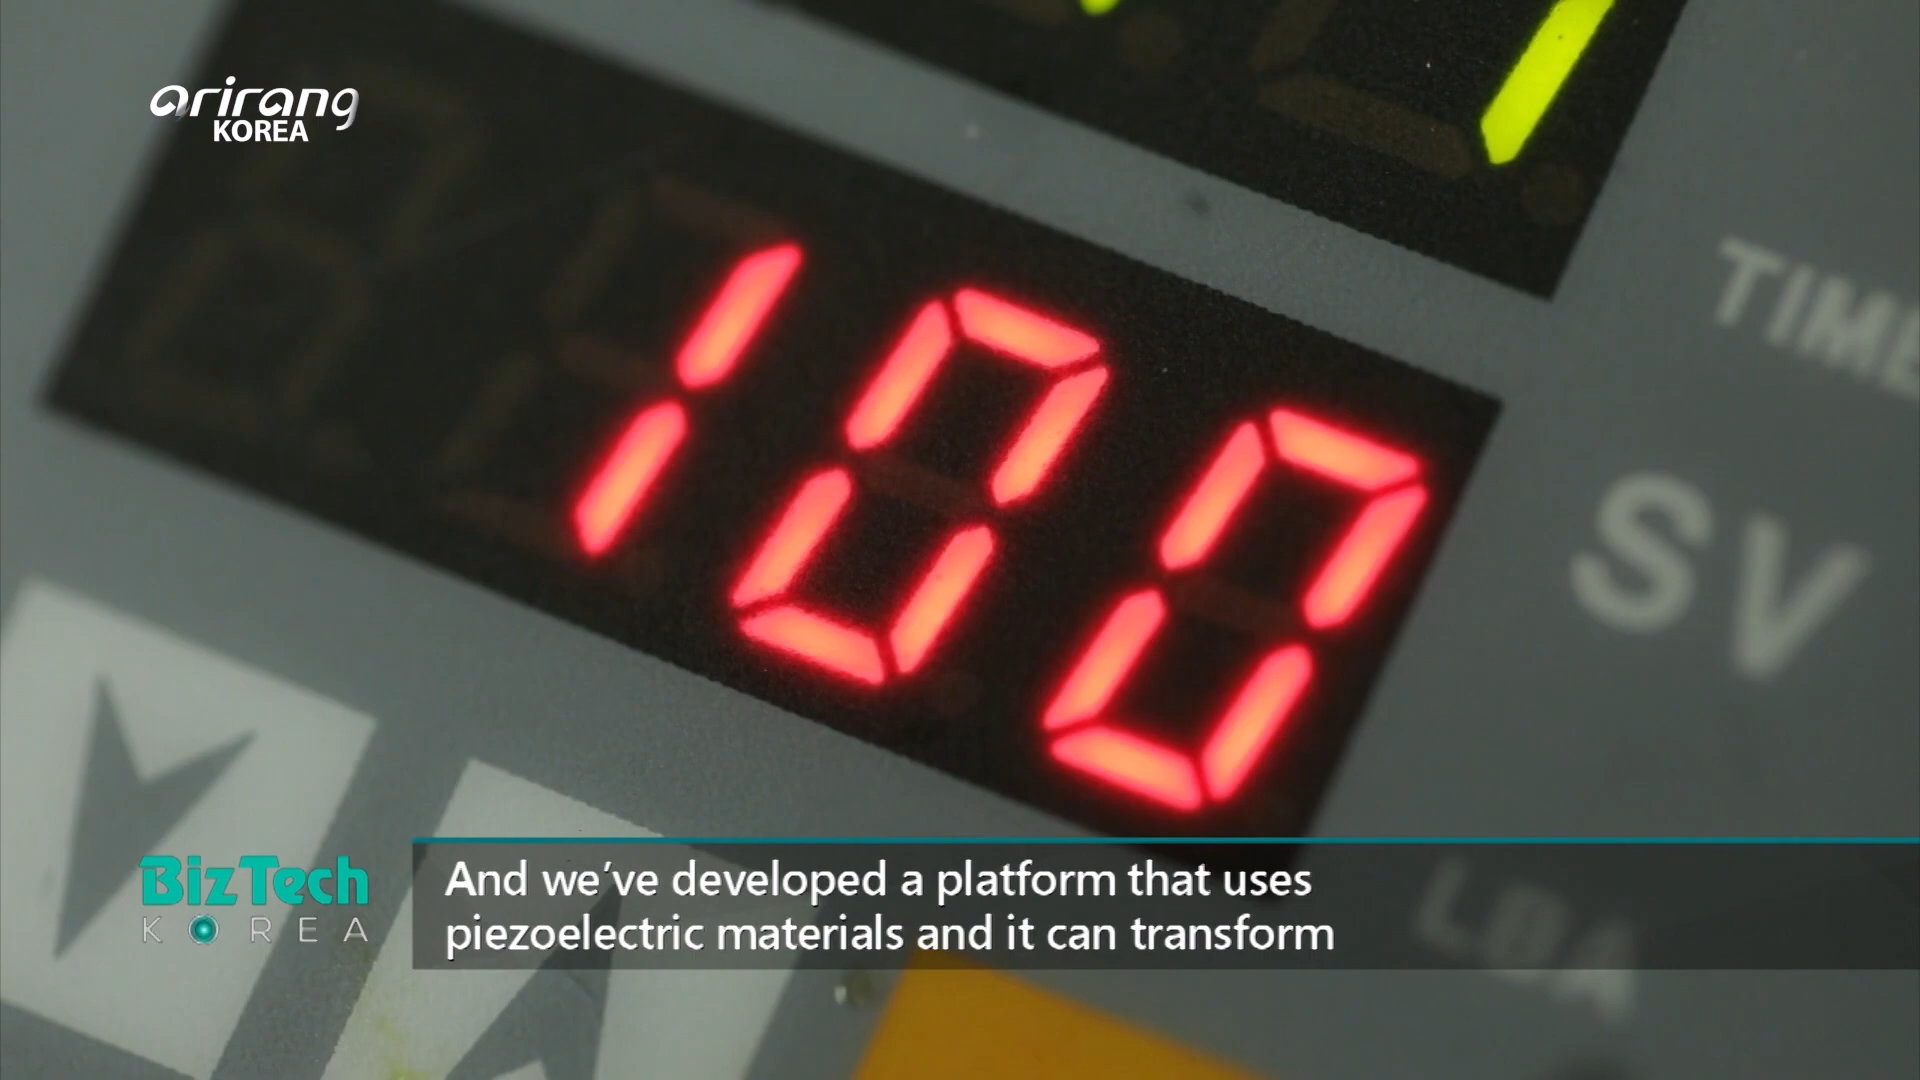 arirang
KOREA
TIME
100
SV
LBA
BizTech
KOREA
And we've developed a platform that uses
piezoelectric materials and it can transform